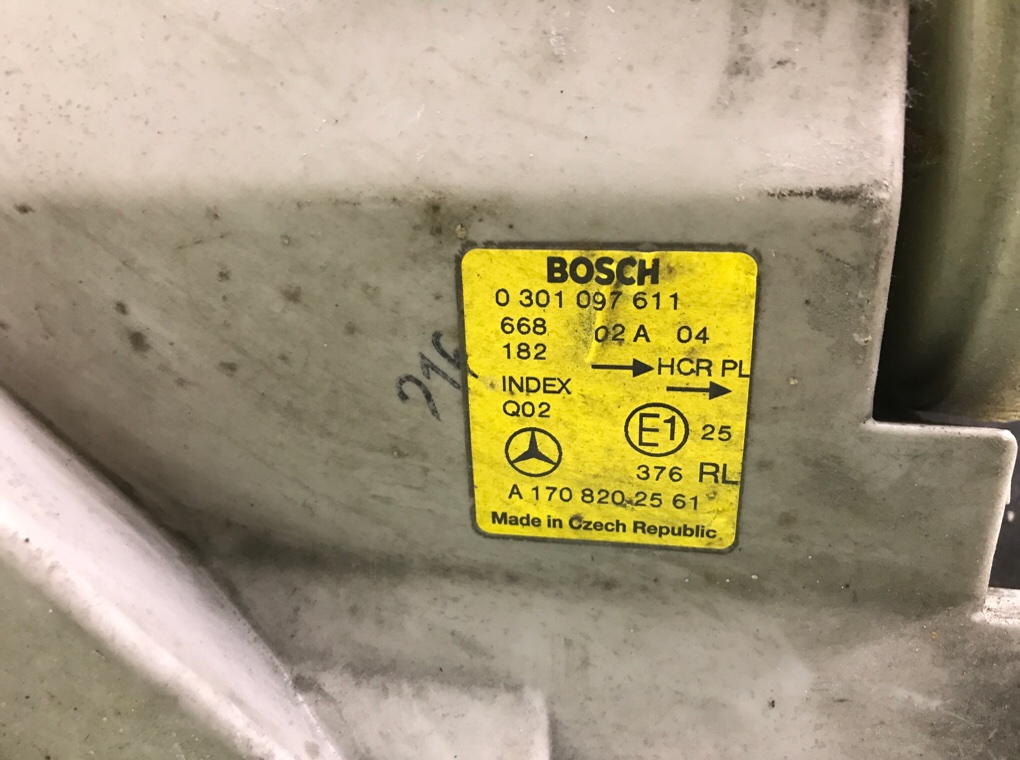 BOSCH
0 301 097 611
668 02 A 04
182
HCR PL
INDEX
Q02
E1 25
376 RL
A 170 820 25 61
Made in Czech Republic